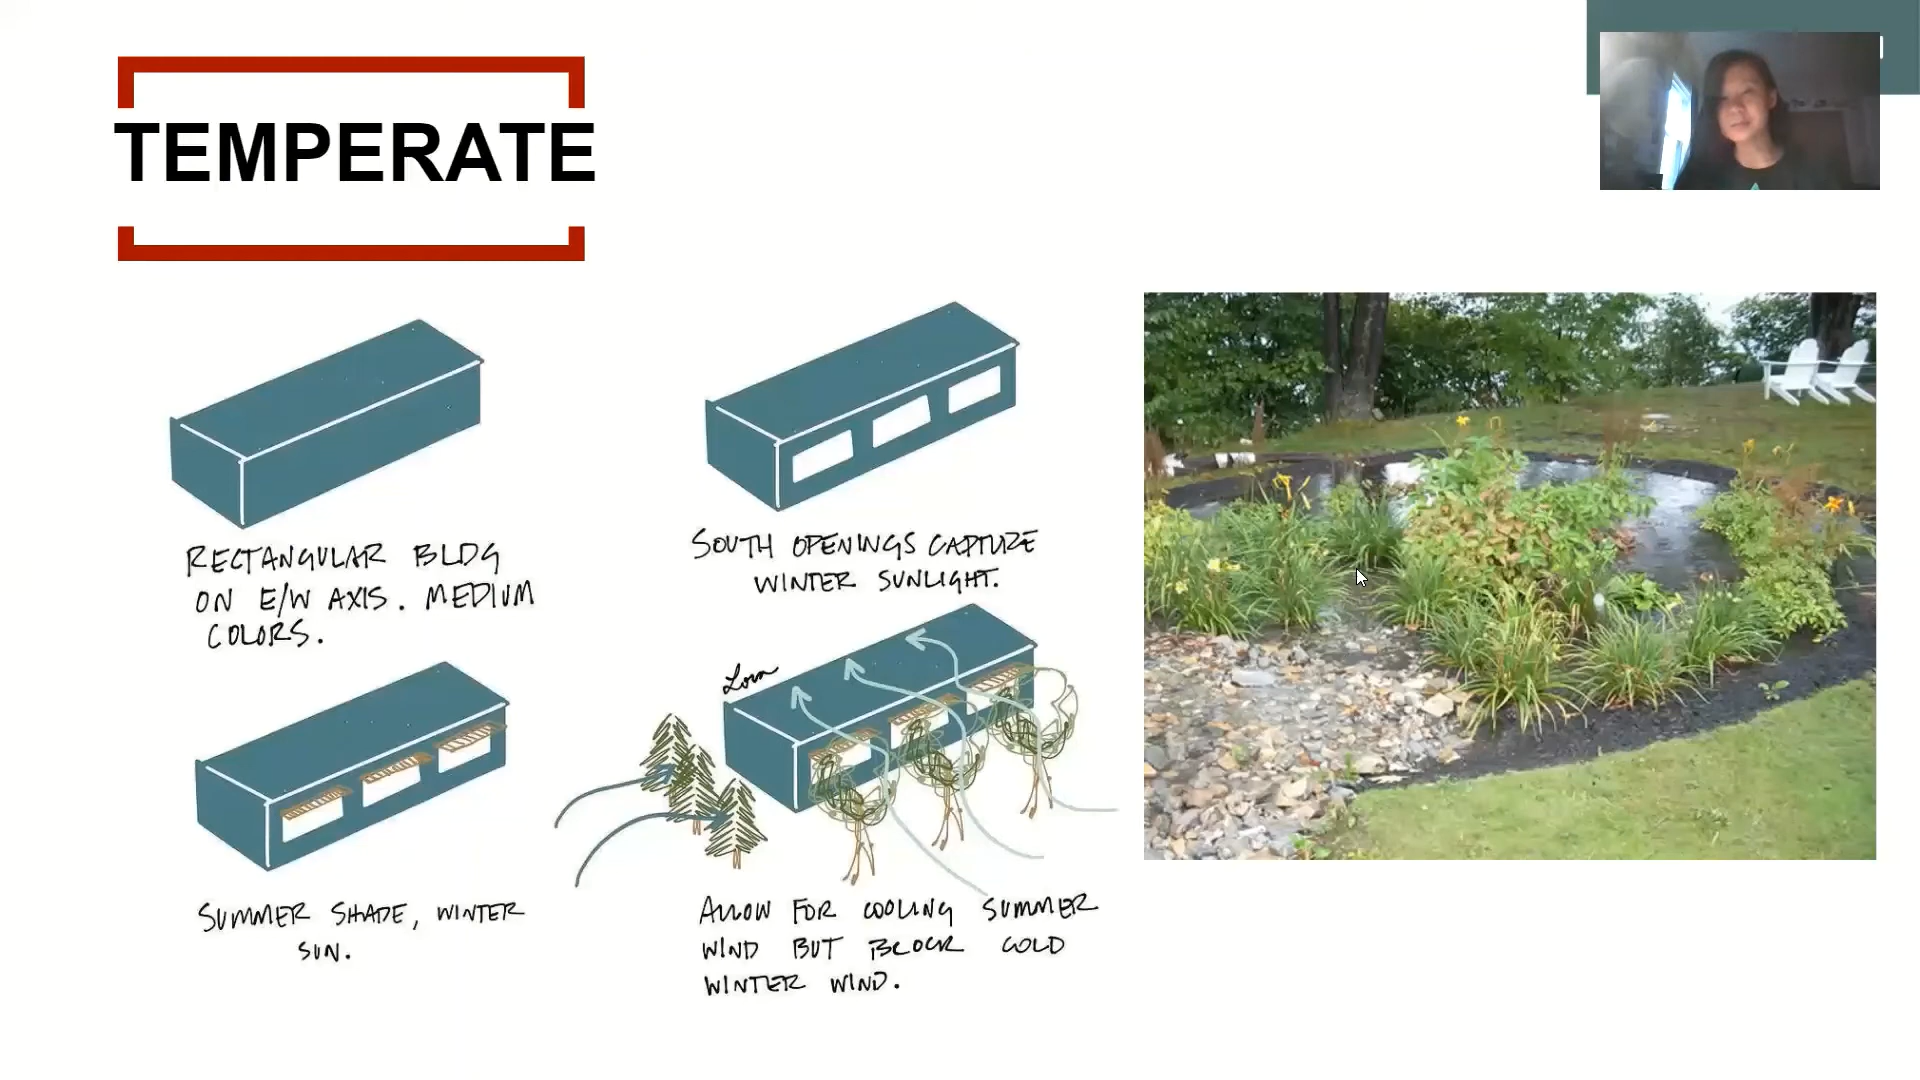 TEMPERATE
RECTANGULAR BLDG
ON E/W AXIS. MEDIUM
COLORS.
SOUTH OPENINGS CAPTURE
WINTER SUNLIGHT.
SUMMER SHADE, WINTER
SUN.
ALLOW FOR COOLING SUMMER
WIND BUT BLOCK COLD
WINTER WIND.